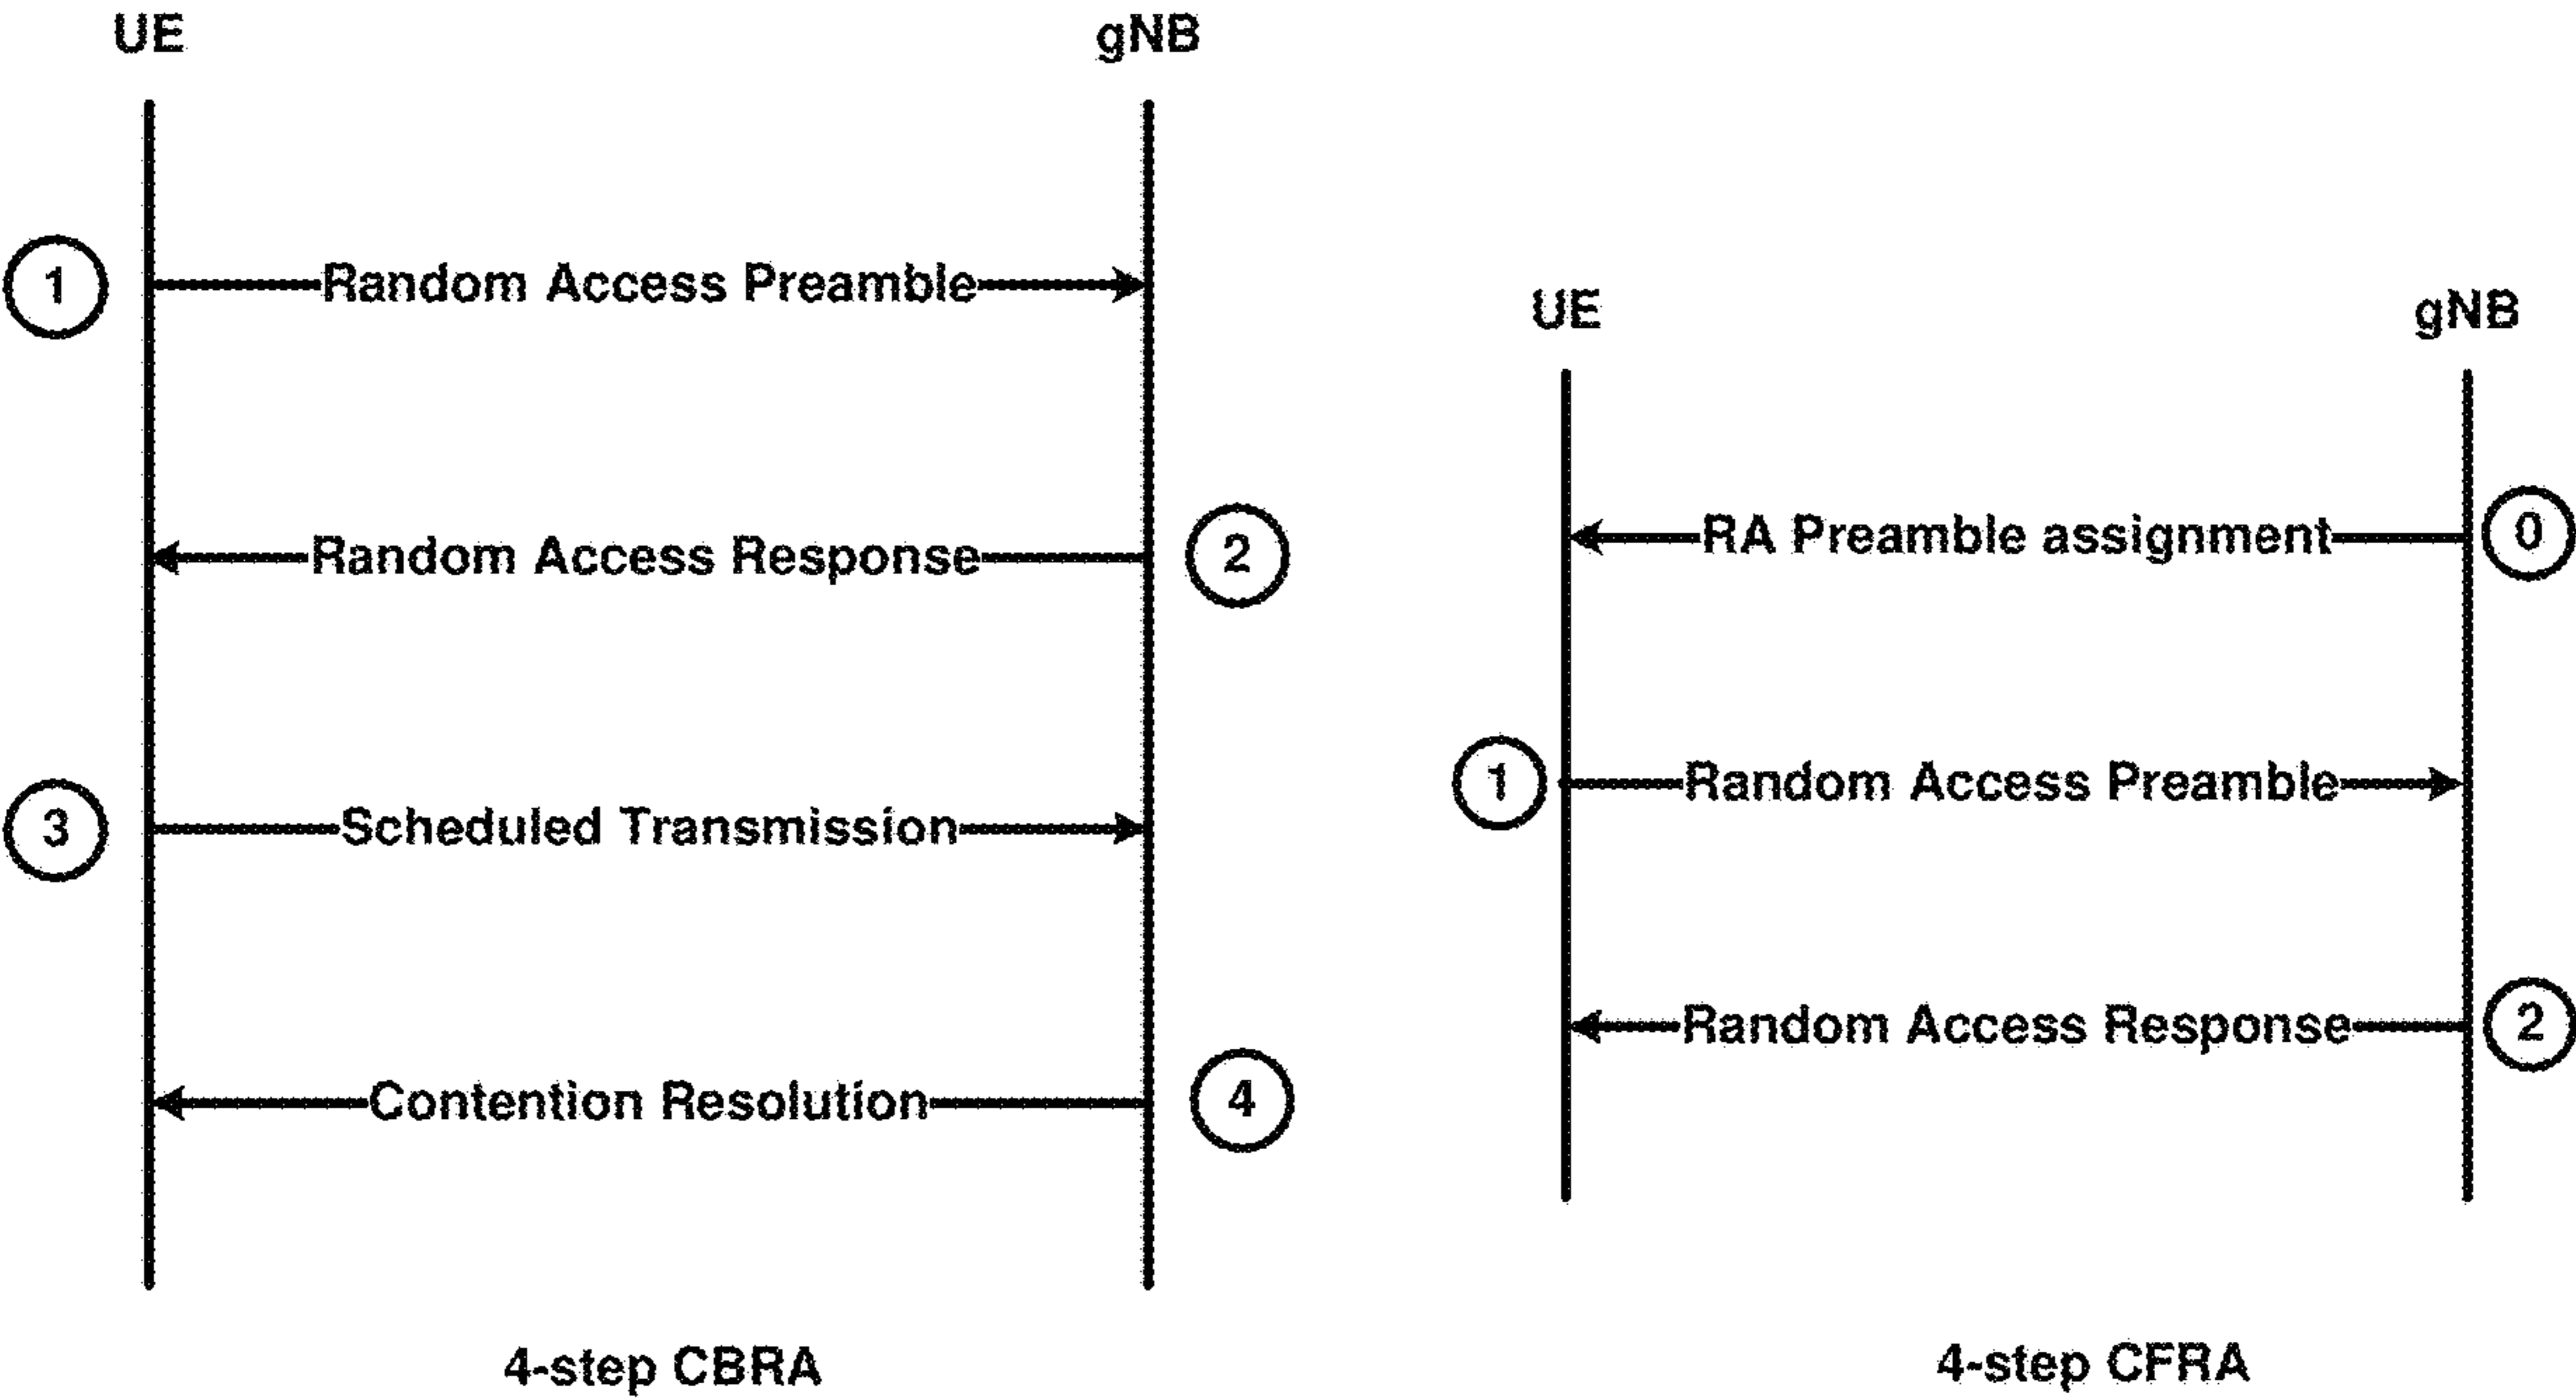 UE
gNB
1
Random Access Preamble
Random Access Response
2
3
Scheduled Transmission
Contention Resolution
4
4-step CBRA
UE
gNB
RA Preamble assignment
0
1
Random Access Preamble
Random Access Response
2
4-step CFRA